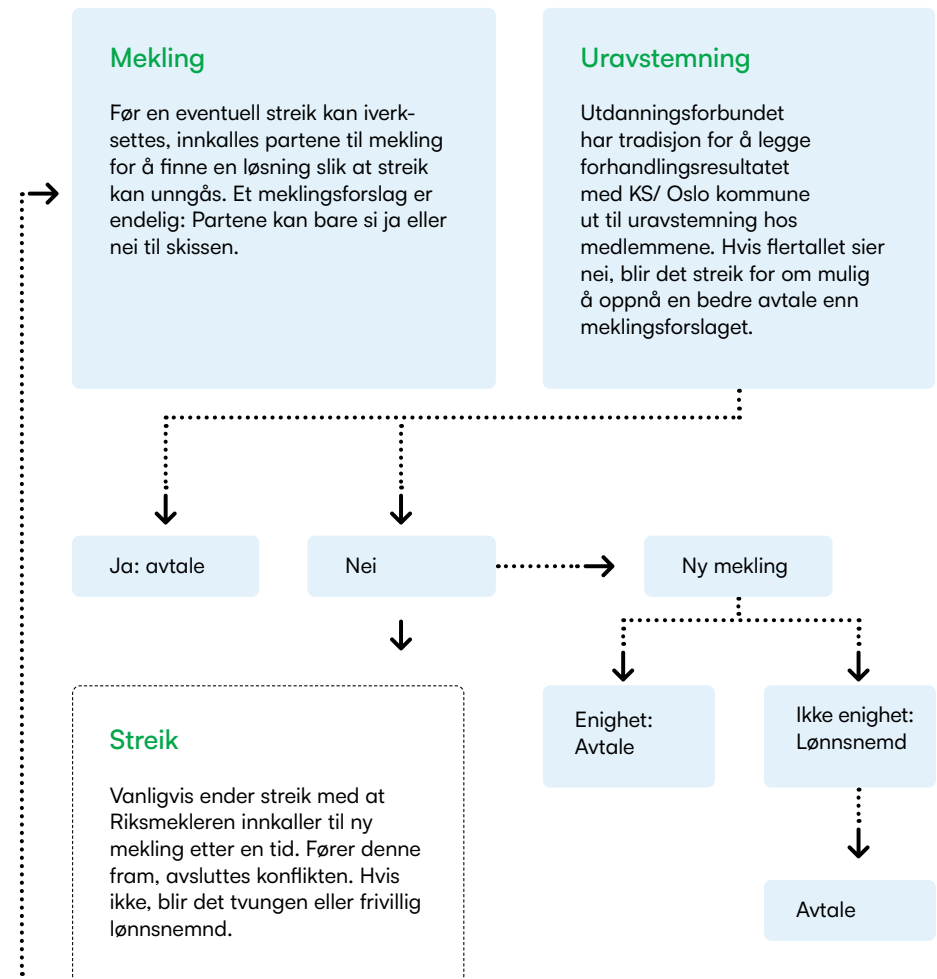 Mekling
Før en eventuell streik kan iverk-
settes, innkalles partene til mekling
for å finne en løsning slik at streik
kan unngås. Et meklingsforslag er
endelig: Partene kan bare si ja eller
nei til skissen.
Uravstemning
Utdanningsforbundet
har tradisjon for å legge
forhandlingsresultatet
med KS/ Oslo kommune
ut til uravstemning hos
medlemmene. Hvis flertallet sier
nei, blir det streik for om mulig
å oppnå en bedre avtale enn
meklingsforslaget.
Ja: avtale
Nei
Ny mekling
Enighet:
Avtale
Ikke enighet:
Lønnsnemd
Streik
Vanligvis ender streik med at
Riksmekleren innkaller til ny
mekling etter en tid. Fører denne
fram, avsluttes konflikten. Hvis
ikke, blir det tvungen eller frivillig
lønnsnemnd.
Avtale